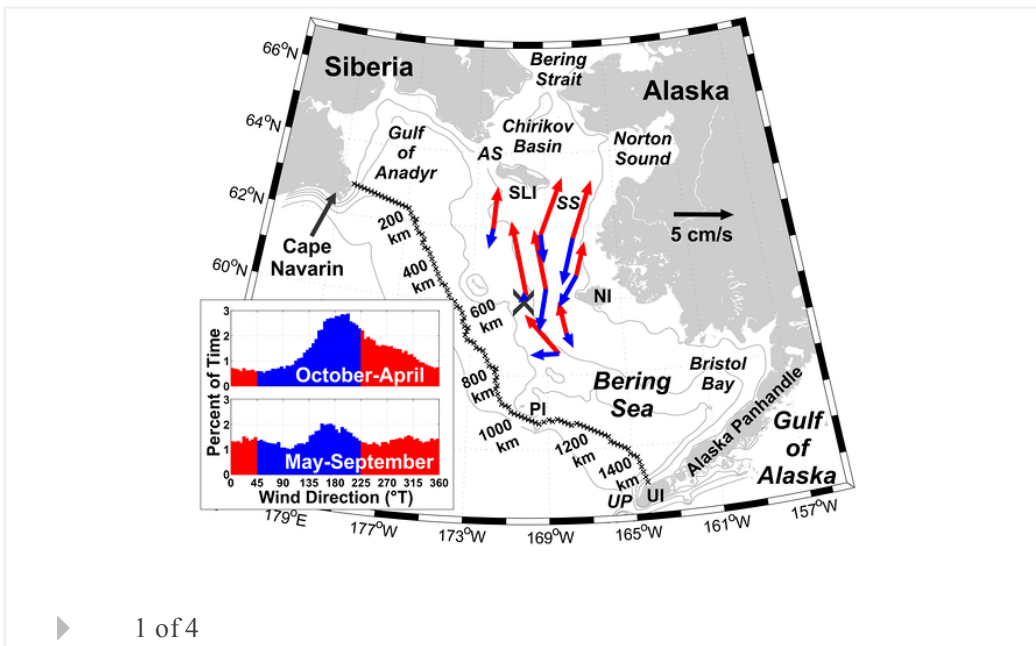 66°N
64°N
62°N
60°N
Siberia
Bering
Strait
Alaska
Chirikov
Basin
Gulf
of
Anadyr
AS
Norton
Sound
SLI
SS
200
km
5 cm/s
Cape
Navarin
400
km
600
km
NI
3
2
1
0
October-April
Percent of Time
3
2
1
0
May-September
0 45 90 135 180 225 270 315 360
Wind Direction (°T)
800
km
PI
1000
km
Bering
Sea
Bristol
Bay
1200
km
1400
km
Alaska Panhandle
Gulf
of
Alaska
UP
UI
179°E
177°W
173°W
169°W
165°W
161°W
157°W
1 of 4